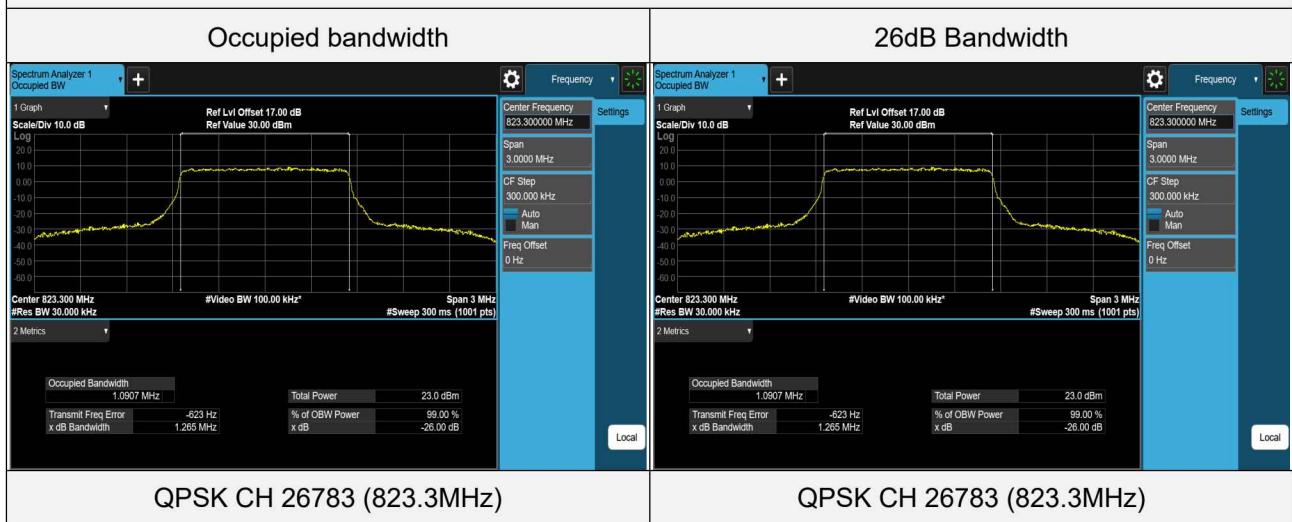 Occupied bandwidth
26dB Bandwidth
Spectrum Analyzer 1
Occupied BW
+
Frequency
1 Graph
Scale/Div 10.0 dB
Ref Lvl Offset 17.00 dB
Ref Value 30.00 dBm
Log
20.0
10.0
0.00
-10.0
-20.0
-30.0
-40.0
-50.0
-60.0
Center 823.300 MHz
#Res BW 30.000 kHz
#Video BW 100.00 kHz*
Span 3 MHz
#Sweep 300 ms (1001 pts)
Center Frequency
823.300000 MHz
Settings
Span
3.0000 MHz
CF Step
300.000 kHz
Auto
Man
Freq Offset
0 Hz
2 Metrics
Occupied Bandwidth
1.0907 MHz
Total Power 23.0 dBm
Transmit Freq Error -623 Hz
% of OBW Power 99.00 %
x dB Bandwidth 1.265 MHz
x dB -26.00 dB
Local
Spectrum Analyzer 1
Occupied BW
+
Frequency
1 Graph
Scale/Div 10.0 dB
Ref Lvl Offset 17.00 dB
Ref Value 30.00 dBm
Log
20.0
10.0
0.00
-10.0
-20.0
-30.0
-40.0
-50.0
-60.0
Center 823.300 MHz
#Res BW 30.000 kHz
#Video BW 100.00 kHz*
Span 3 MHz
#Sweep 300 ms (1001 pts)
Center Frequency
823.300000 MHz
Settings
Span
3.0000 MHz
CF Step
300.000 kHz
Auto
Man
Freq Offset
0 Hz
2 Metrics
Occupied Bandwidth
1.0907 MHz
Total Power 23.0 dBm
Transmit Freq Error -623 Hz
% of OBW Power 99.00 %
x dB Bandwidth 1.265 MHz
x dB -26.00 dB
Local
QPSK CH 26783 (823.3MHz)
QPSK CH 26783 (823.3MHz)